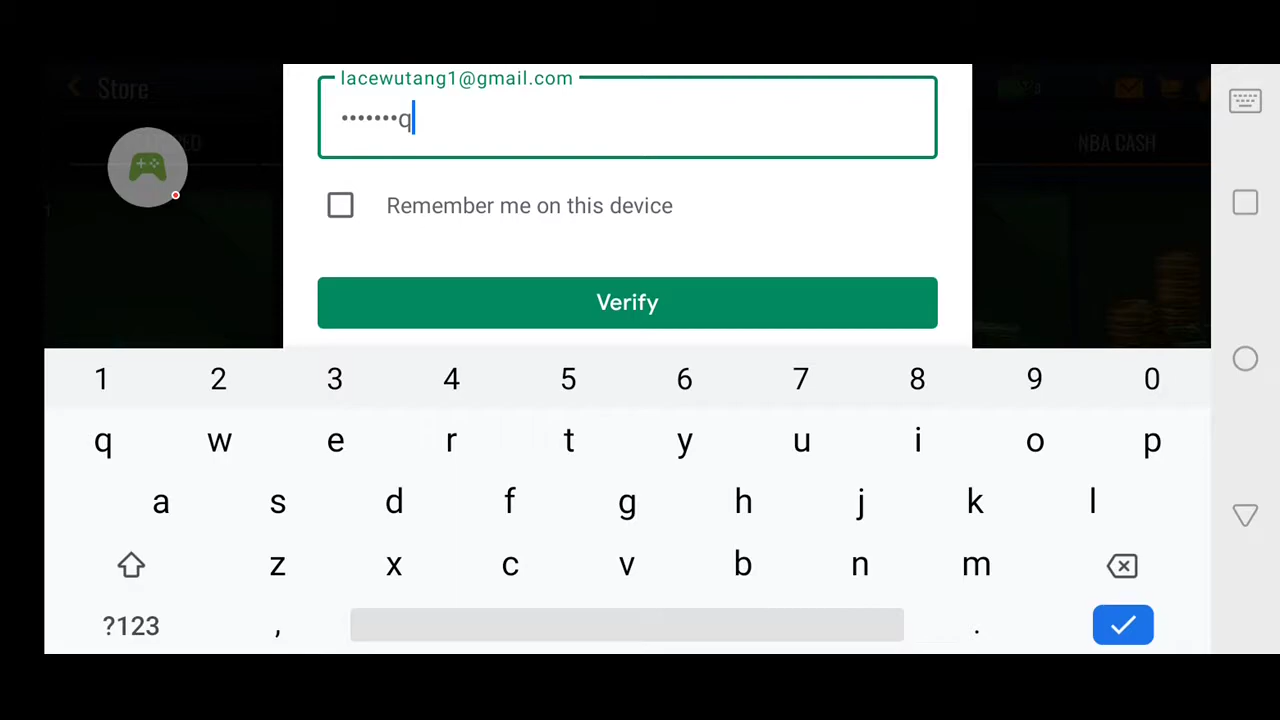 Store
NBA CASH
lacewutang1@gmail.com
•••••••q
Remember me on this device
Verify
1 2 3 4 5 6 7 8 9 0
q w e r t y u i o p
a s d f g h j k l
z x c v b n m
?123 , .